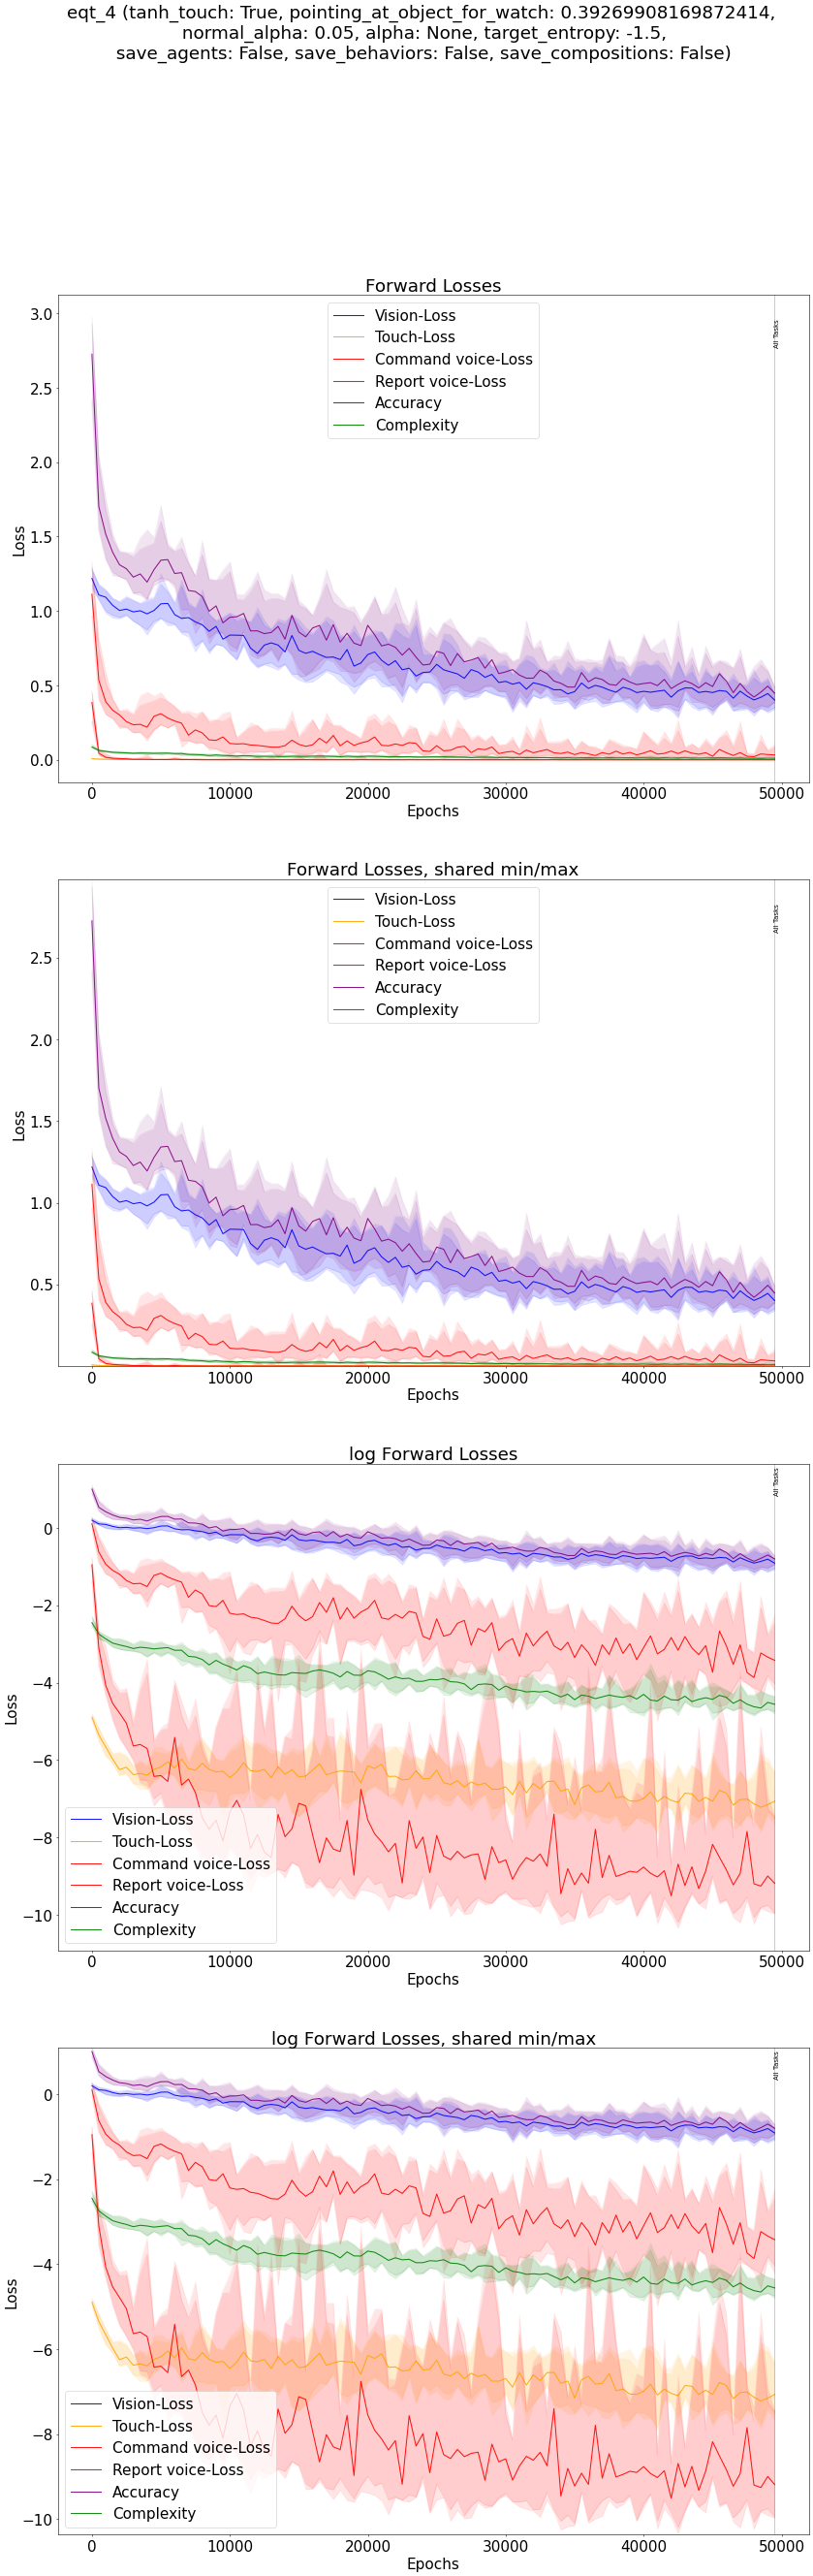 eqt_4 (tanh_touch: True, pointing_at_object_for_watch: 0.39269908169872414,
normal_alpha: 0.05, alpha: None, target_entropy: -1.5,
save_agents: False, save_behaviors: False, save_compositions: False)
Forward Losses
Vision-Loss
Touch-Loss
Command voice-Loss
Report voice-Loss
Accuracy
Complexity
All Tasks
3.0
2.5
2.0
1.5
1.0
0.5
0.0
Loss
0 10000 20000 30000 40000 50000
Epochs
Forward Losses, shared min/max
Vision-Loss
Touch-Loss
Command voice-Loss
Report voice-Loss
Accuracy
Complexity
All Tasks
2.5
2.0
1.5
1.0
0.5
Loss
0 10000 20000 30000 40000 50000
Epochs
log Forward Losses
All Tasks
0
−2
−4
−6
−8
−10
Loss
Vision-Loss
Touch-Loss
Command voice-Loss
Report voice-Loss
Accuracy
Complexity
0 10000 20000 30000 40000 50000
Epochs
log Forward Losses, shared min/max
All Tasks
0
−2
−4
−6
−8
−10
Loss
Vision-Loss
Touch-Loss
Command voice-Loss
Report voice-Loss
Accuracy
Complexity
0 10000 20000 30000 40000 50000
Epochs